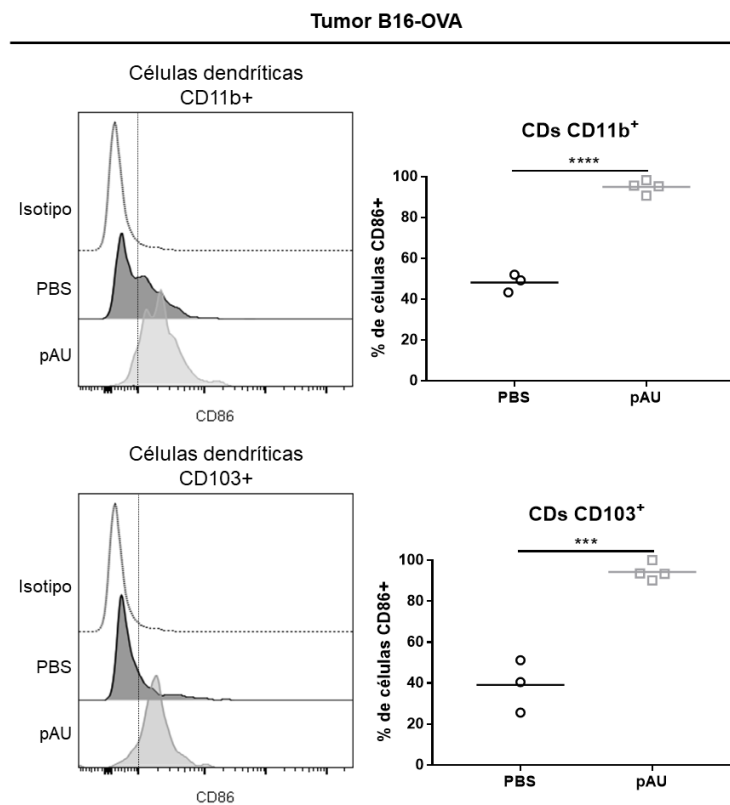 Tumor B16-OVA
Células dendríticas
CD11b+
Isotipo
PBS
pAU
CD86
CDs CD11b⁺
****
% de células CD86+
100
80
60
40
20
0
PBS
pAU
Células dendríticas
CD103+
Isotipo
PBS
pAU
CD86
CDs CD103⁺
***
% de células CD86+
100
80
60
40
20
0
PBS
pAU